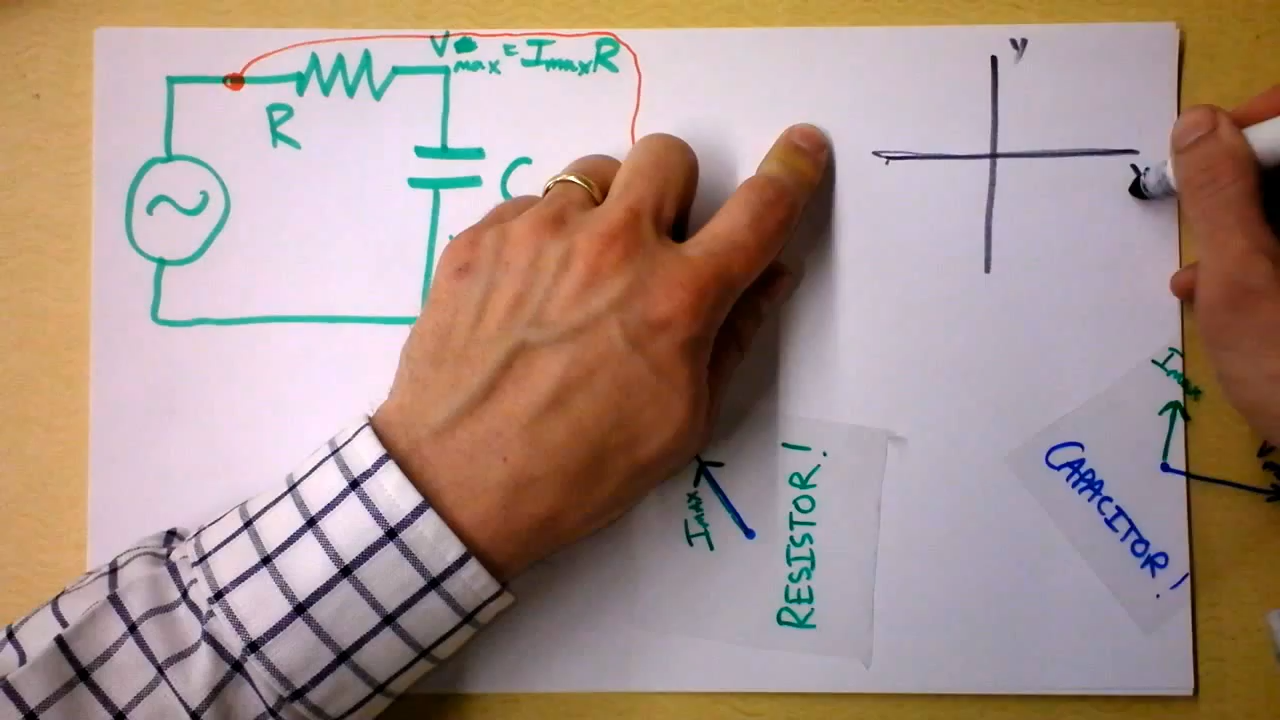 Vmax = ImaxR
R
C
y
x
Imax
RESISTOR!
Imax
CAPACITOR!
V